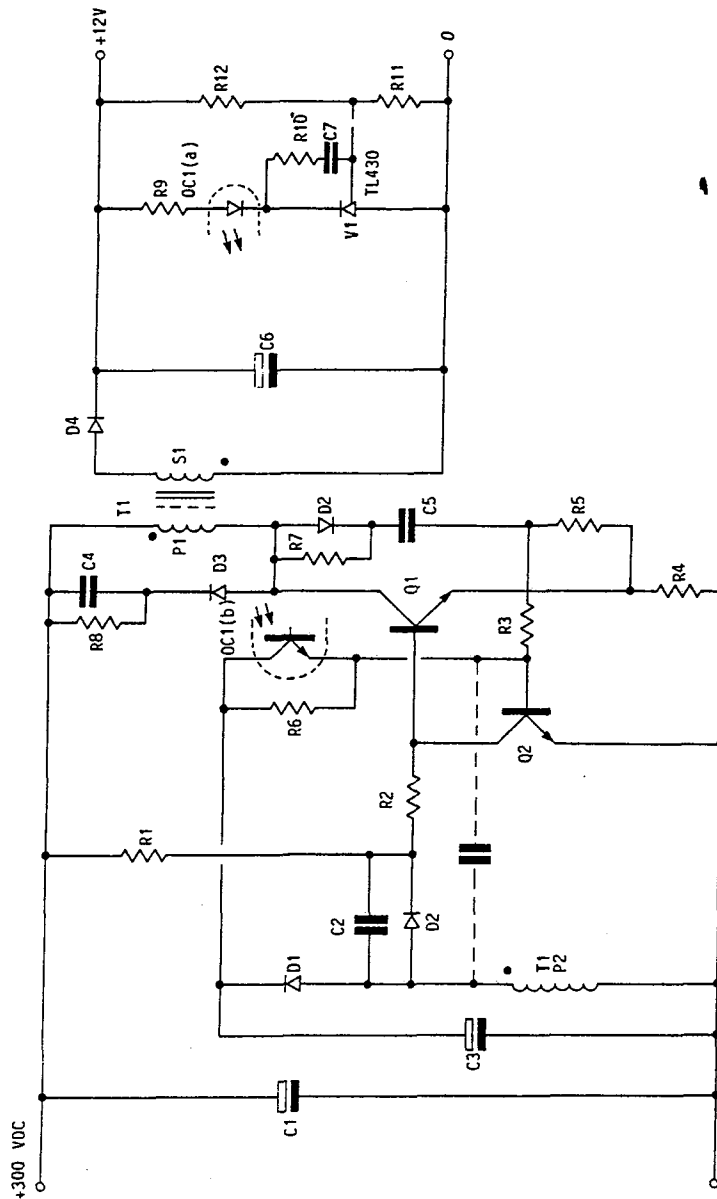 +300 VDC
C1
C3
D1
C2
D2
T1
P2
R1
R2
R6
OC1(b)
R8
C4
D3
Q1
Q2
R3
R7
D2
C5
R5
R4
P1
T1
S1
D4
C6
R9
OC1(a)
R10
C7
V1
TL430
R12
R11
+12V
0